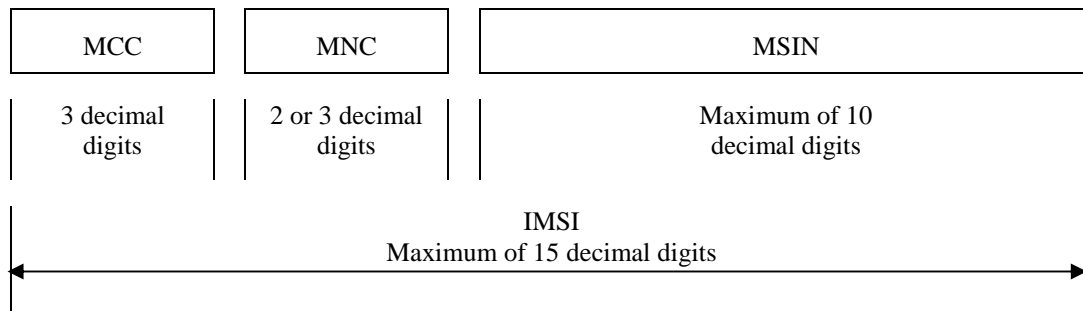 MCC
MNC
MSIN
3 decimal
digits
2 or 3 decimal
digits
Maximum of 10
decimal digits
IMSI
Maximum of 15 decimal digits